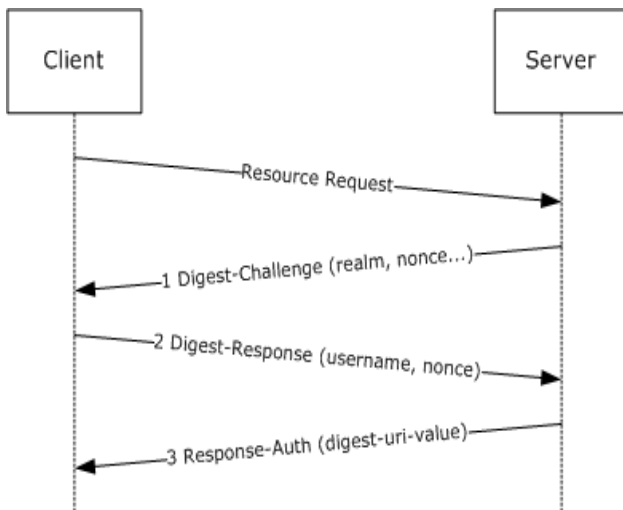 Client
Server
Resource Request
1 Digest-Challenge (realm, nonce...)
2 Digest-Response (username, nonce)
3 Response-Auth (digest-uri-value)